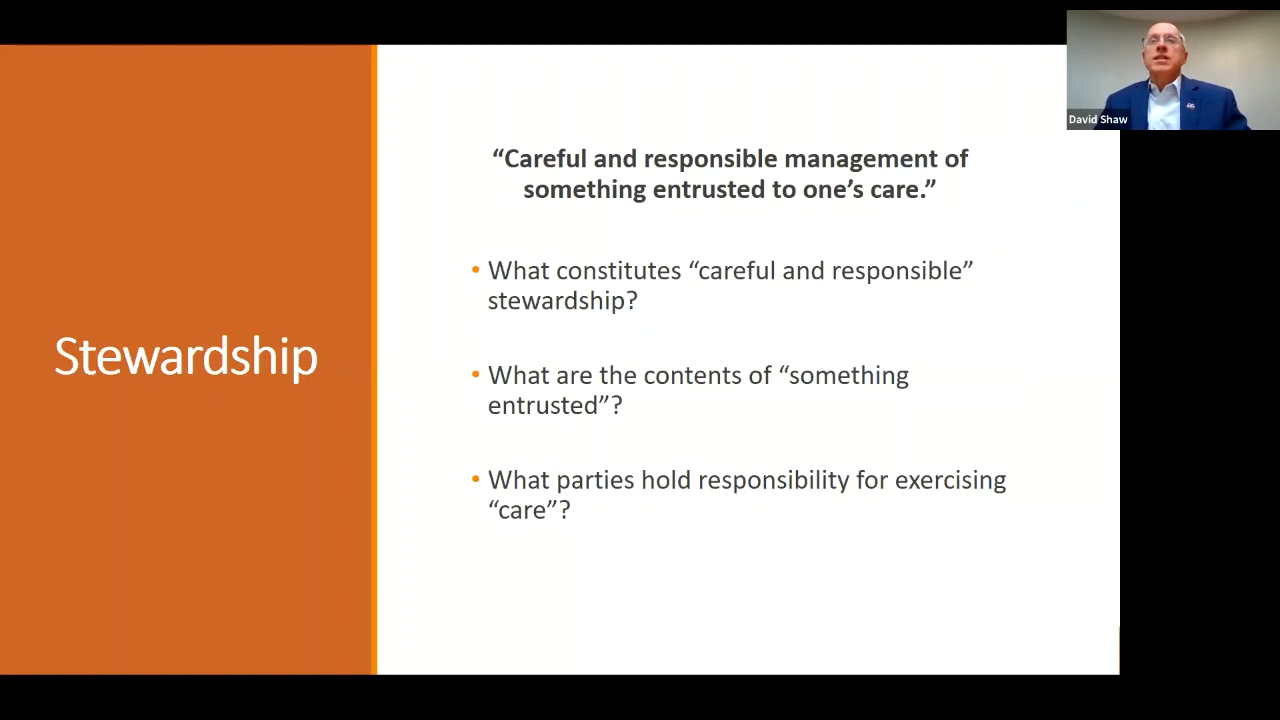 David Shaw
“Careful and responsible management of
something entrusted to one’s care.”
• What constitutes “careful and responsible”
stewardship?
• What are the contents of “something
entrusted”?
• What parties hold responsibility for exercising
“care”?
Stewardship